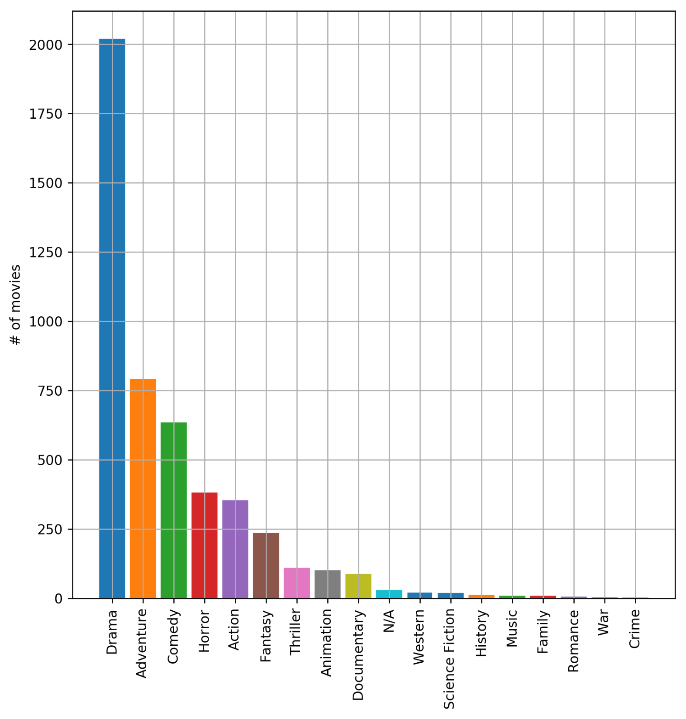 # of movies
2000
1750
1500
1250
1000
750
500
250
0
Drama
Adventure
Comedy
Horror
Action
Fantasy
Thriller
Animation
Documentary
N/A
Western
Science Fiction
History
Music
Family
Romance
War
Crime